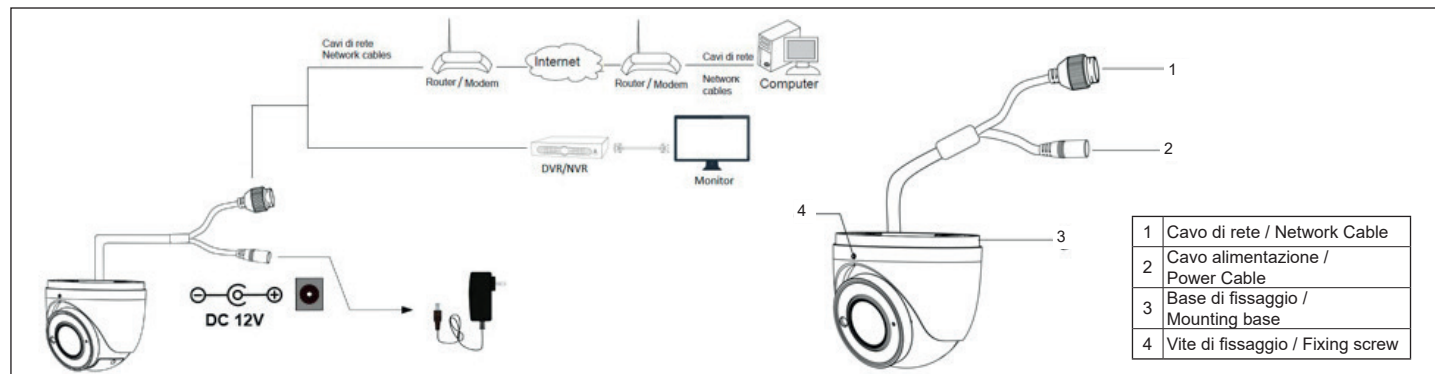 Cavi di rete
Network cables
Router / Modem
Internet
Router / Modem
Cavi di rete
Network
cables
Computer
DVR/NVR
Monitor
DC 12V
1
2
3
4
1 Cavo di rete / Network Cable
2 Cavo alimentazione /
Power Cable
3 Base di fissaggio /
Mounting base
4 Vite di fissaggio / Fixing screw